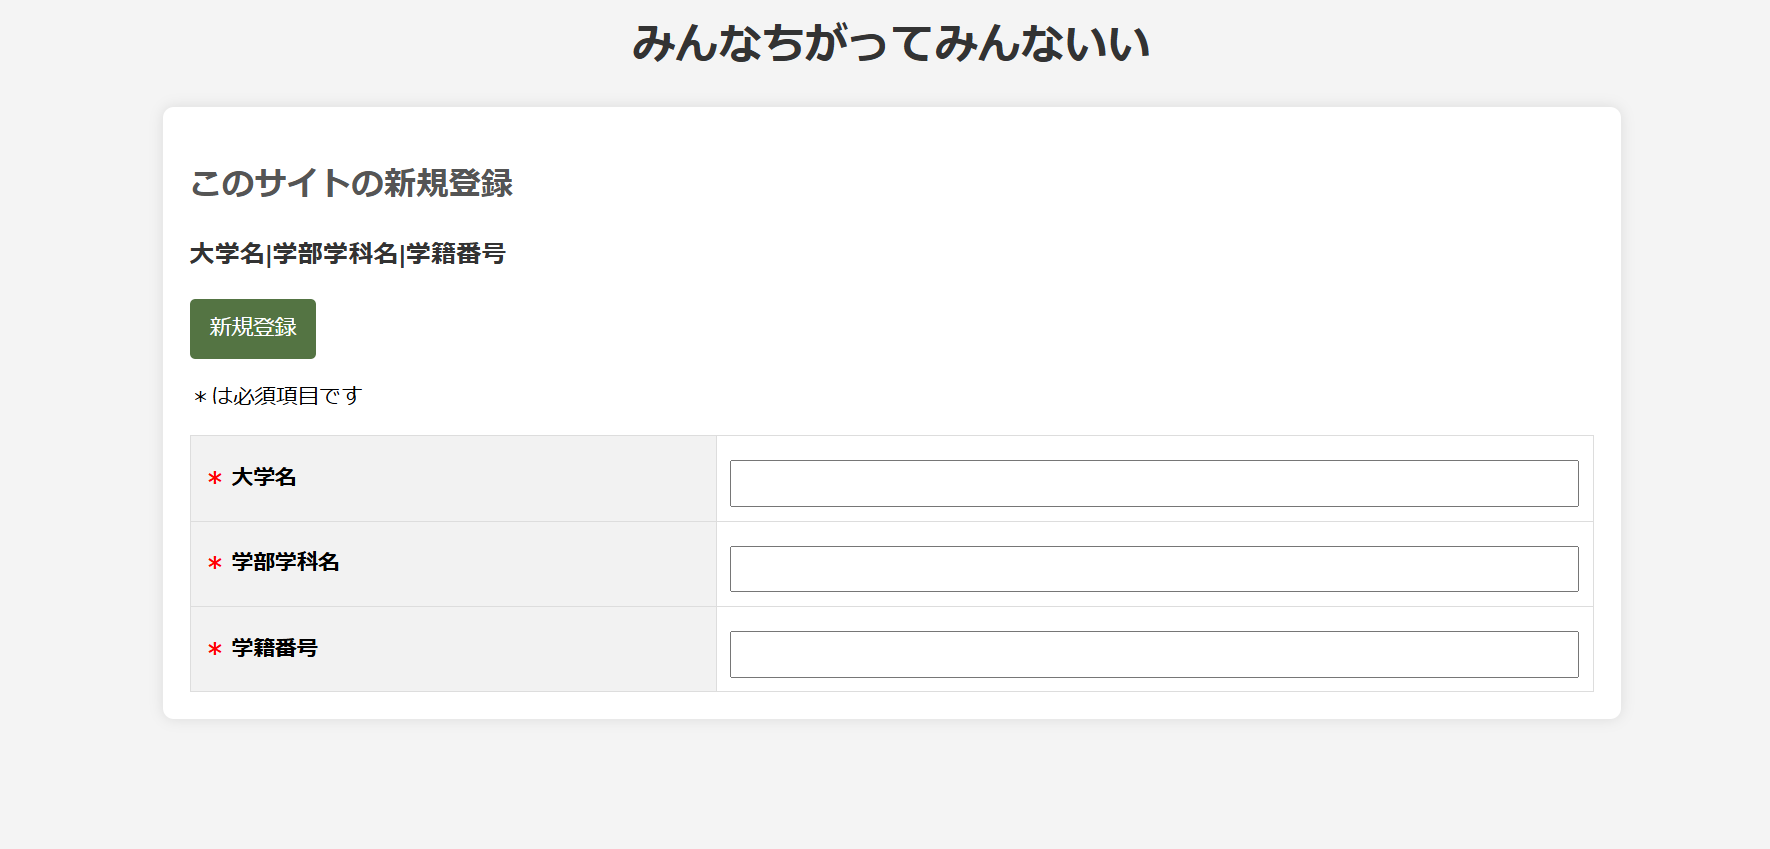 みんなちがってみんないい
このサイトの新規登録
大学名|学部学科名|学籍番号
新規登録
＊は必須項目です
＊ 大学名
＊ 学部学科名
＊ 学籍番号